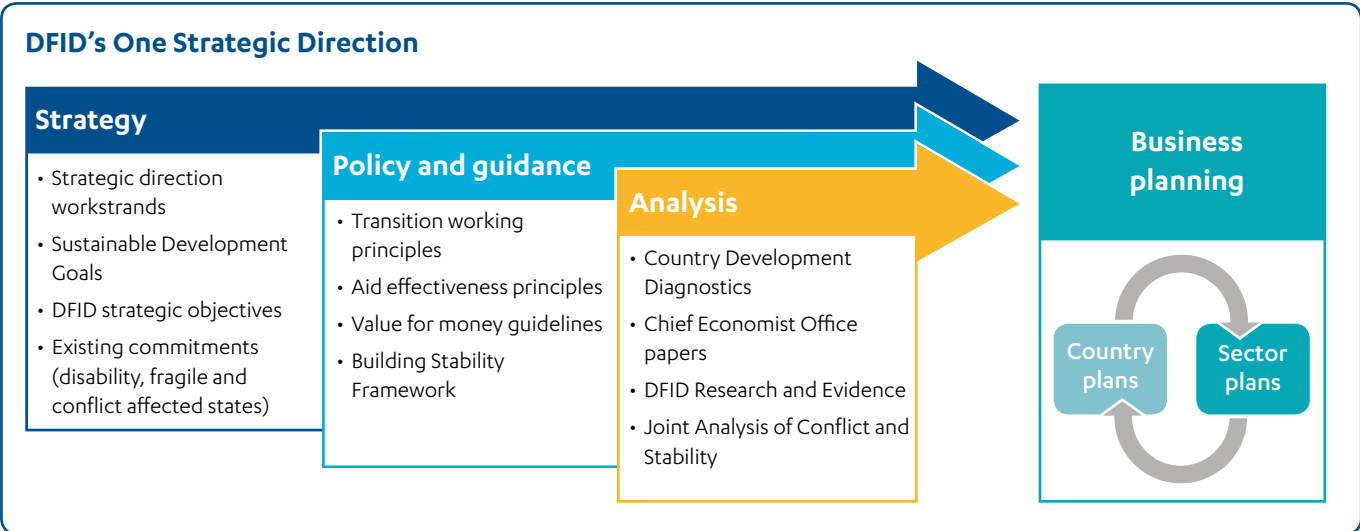 DFID’s One Strategic Direction
Strategy
• Strategic direction
workstrands
• Sustainable Development
Goals
• DFID strategic objectives
• Existing commitments
(disability, fragile and
conflict affected states)
Policy and guidance
• Transition working
principles
• Aid effectiveness principles
• Value for money guidelines
• Building Stability
Framework
Analysis
• Country Development
Diagnostics
• Chief Economist Office
papers
• DFID Research and Evidence
• Joint Analysis of Conflict and
Stability
Business
planning
Country
plans
Sector
plans